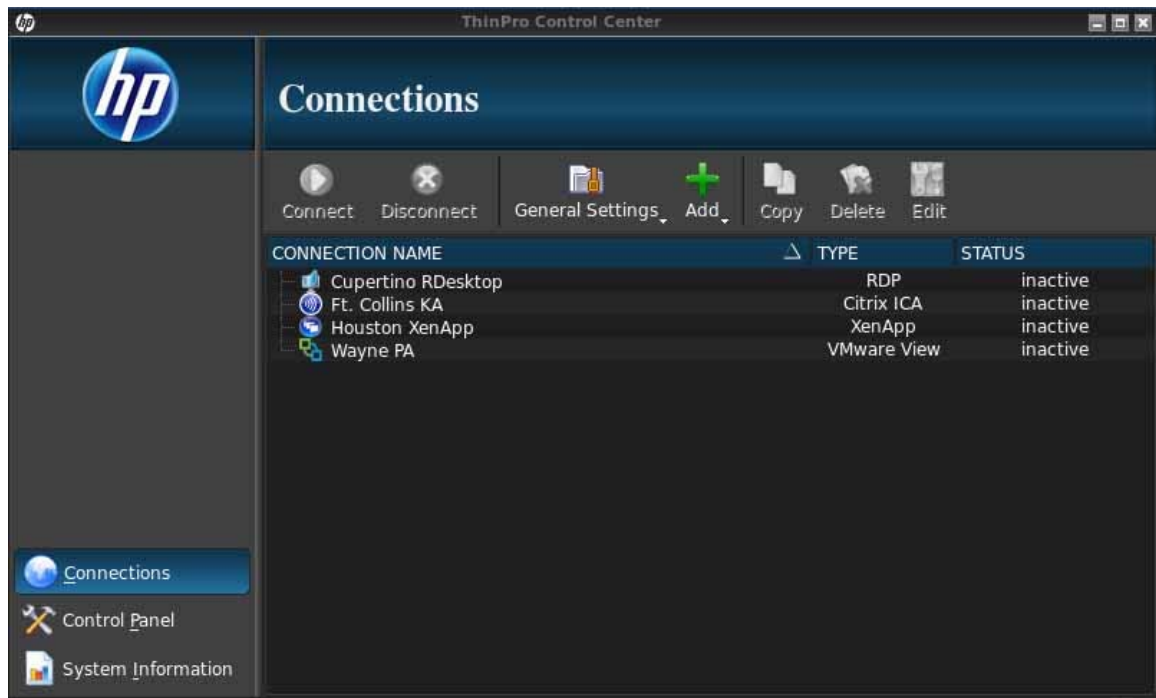 ThinPro Control Center
hp
Connections
Connect Disconnect General Settings Add Copy Delete Edit
CONNECTION NAME TYPE STATUS
Cupertino RDesktop RDP inactive
Ft. Collins KA Citrix ICA inactive
Houston XenApp XenApp inactive
Wayne PA VMware View inactive
Connections
Control Panel
System Information